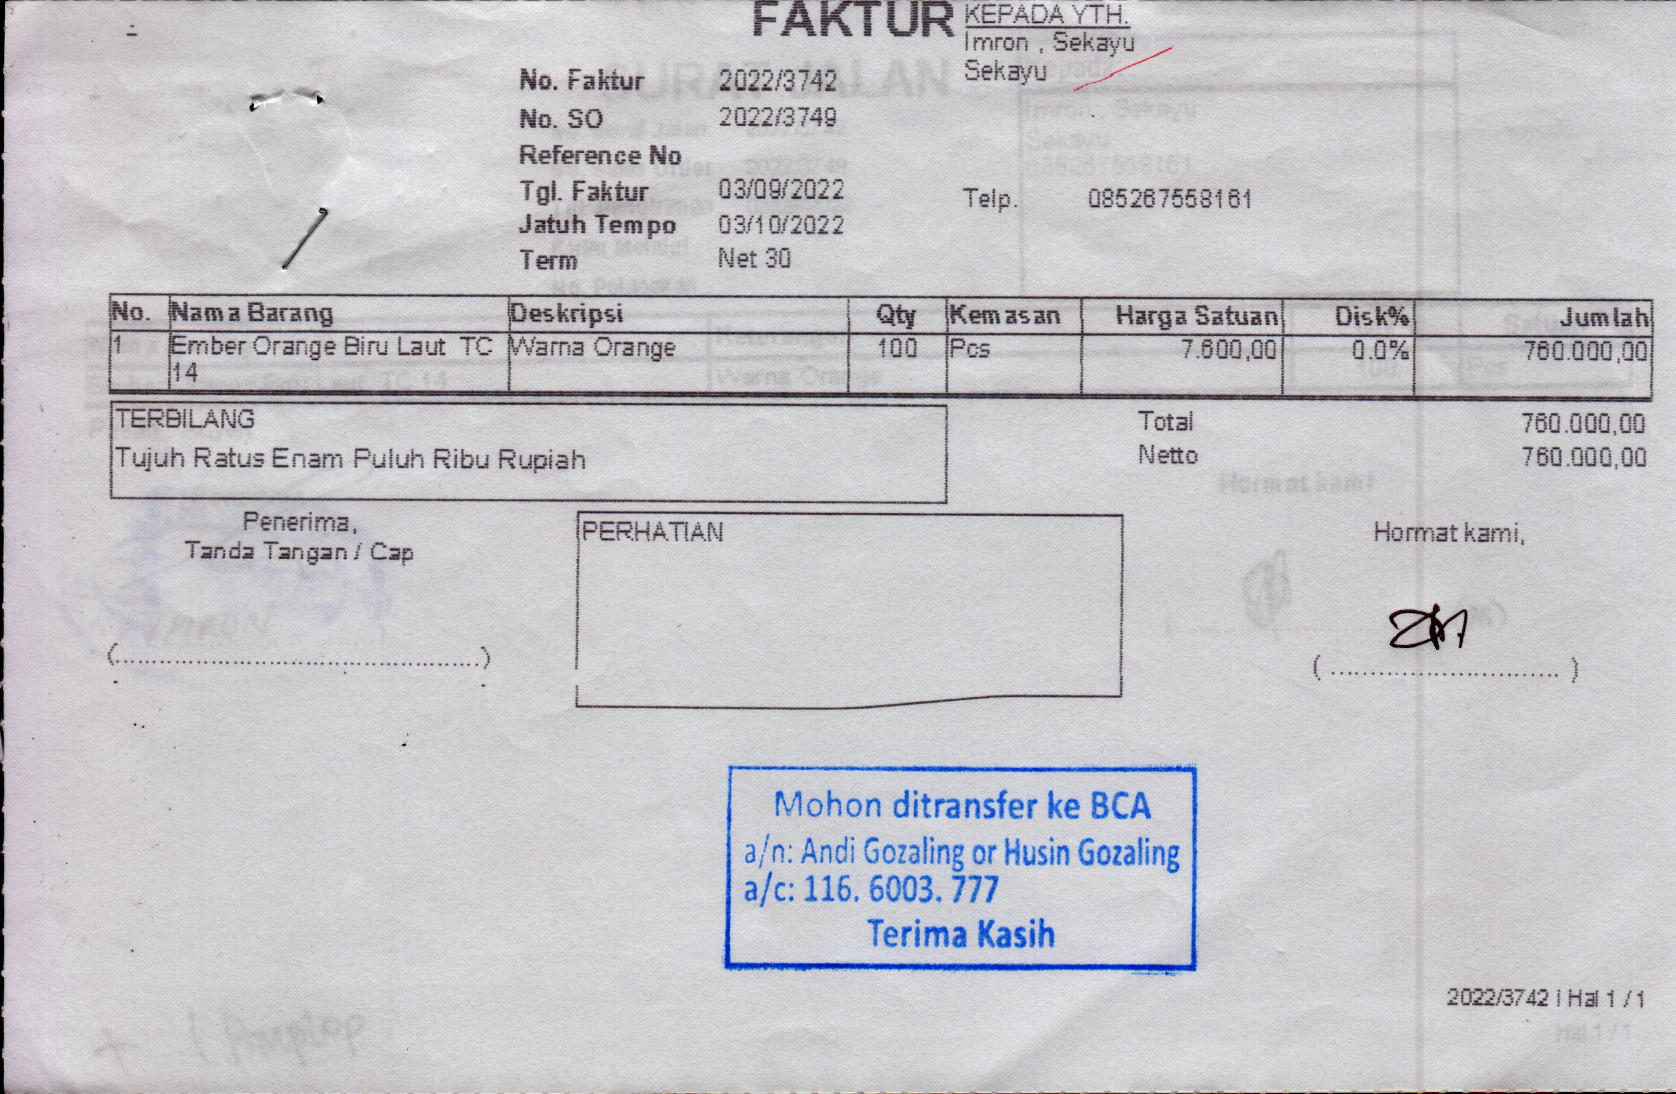 FAKTUR
KEPADA YTH.
Imron , Sekayu
Sekayu
No. Faktur 2022/3742
No. SO 2022/3749
Reference No
Tgl. Faktur 03/09/2022
Telp. 085267558161
Jatuh Tempo 03/10/2022
Term Net 30
No. Nama Barang Deskripsi Qty Kemasan Harga Satuan Disk% Jumlah
1 Ember Orange Biru Laut TC Warna Orange 100 Pcs 7.600,00 0.0% 760.000,00
14
TERBILANG
Tujuh Ratus Enam Puluh Ribu Rupiah
Total 760.000,00
Netto 760.000,00
Penerima,
Tanda Tangan / Cap
PERHATIAN
Hormat kami,
(..............................................)
( ............................. )
Mohon ditransfer ke BCA
a/n: Andi Gozaling or Husin Gozaling
a/c: 116. 6003. 777
Terima Kasih
2022/3742 | Hal 1 / 1